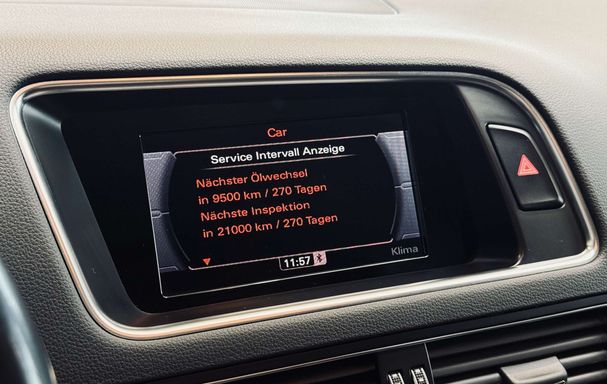 Car
Service Intervall Anzeige
Nächster Ölwechsel
in 9500 km / 270 Tagen
Nächste Inspektion
in 21000 km / 270 Tagen
11:57
Klima